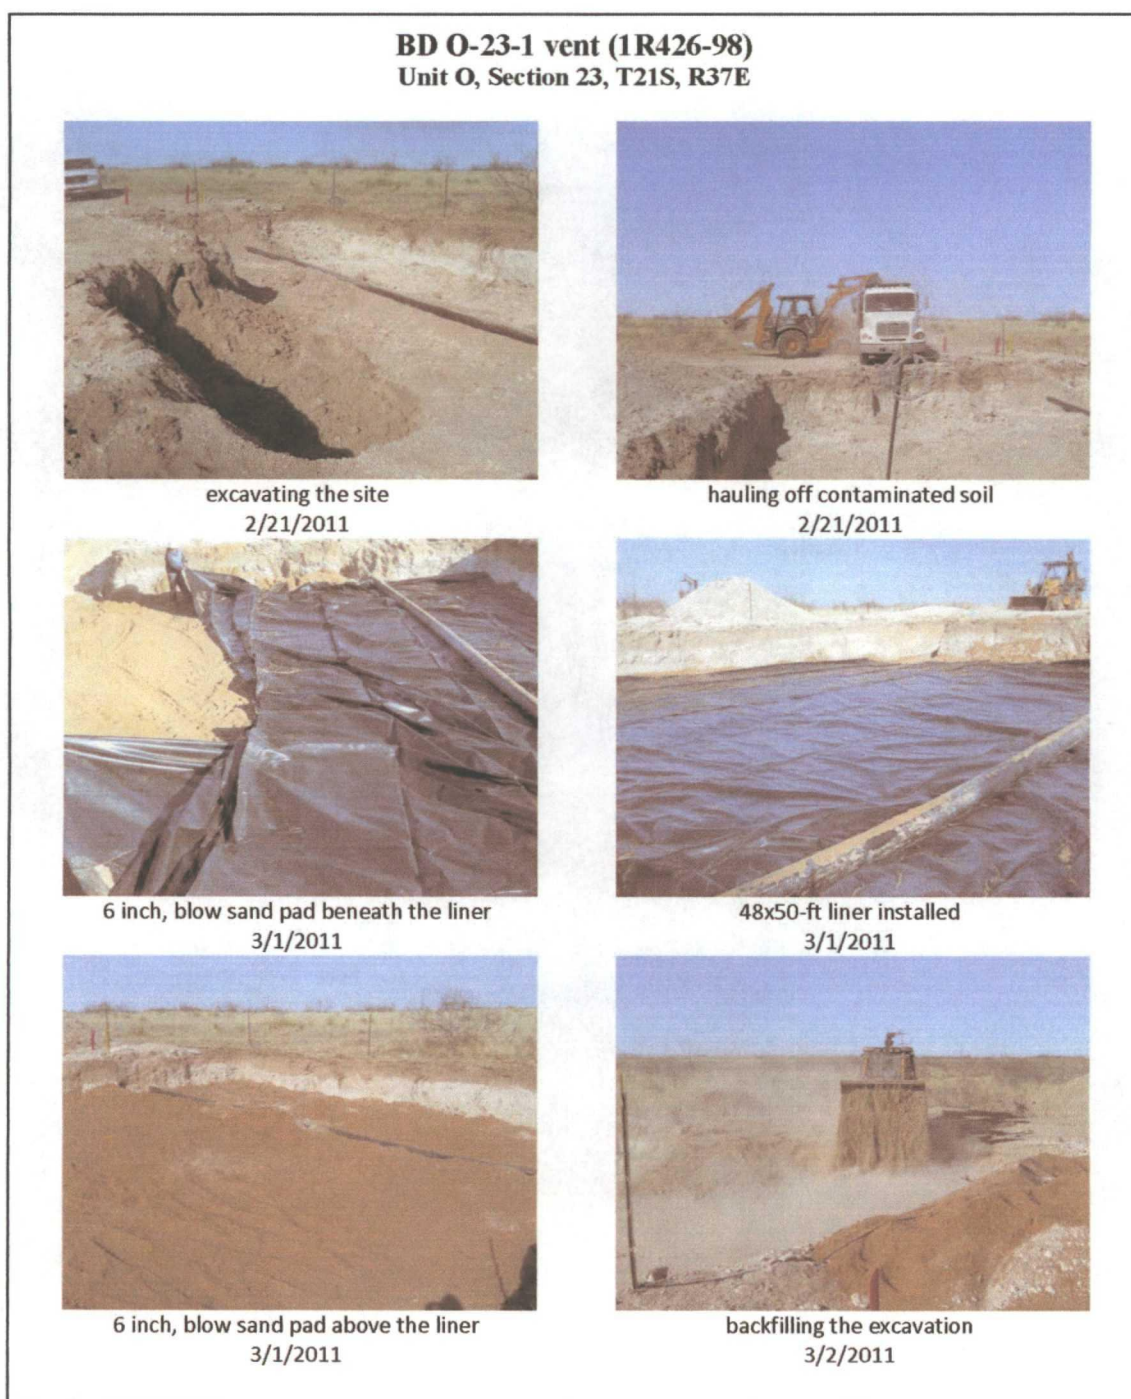 BD O-23-1 vent (1R426-98)
Unit O, Section 23, T21S, R37E
excavating the site
2/21/2011
hauling off contaminated soil
2/21/2011
6 inch, blow sand pad beneath the liner
3/1/2011
48x50-ft liner installed
3/1/2011
6 inch, blow sand pad above the liner
3/1/2011
backfilling the excavation
3/2/2011